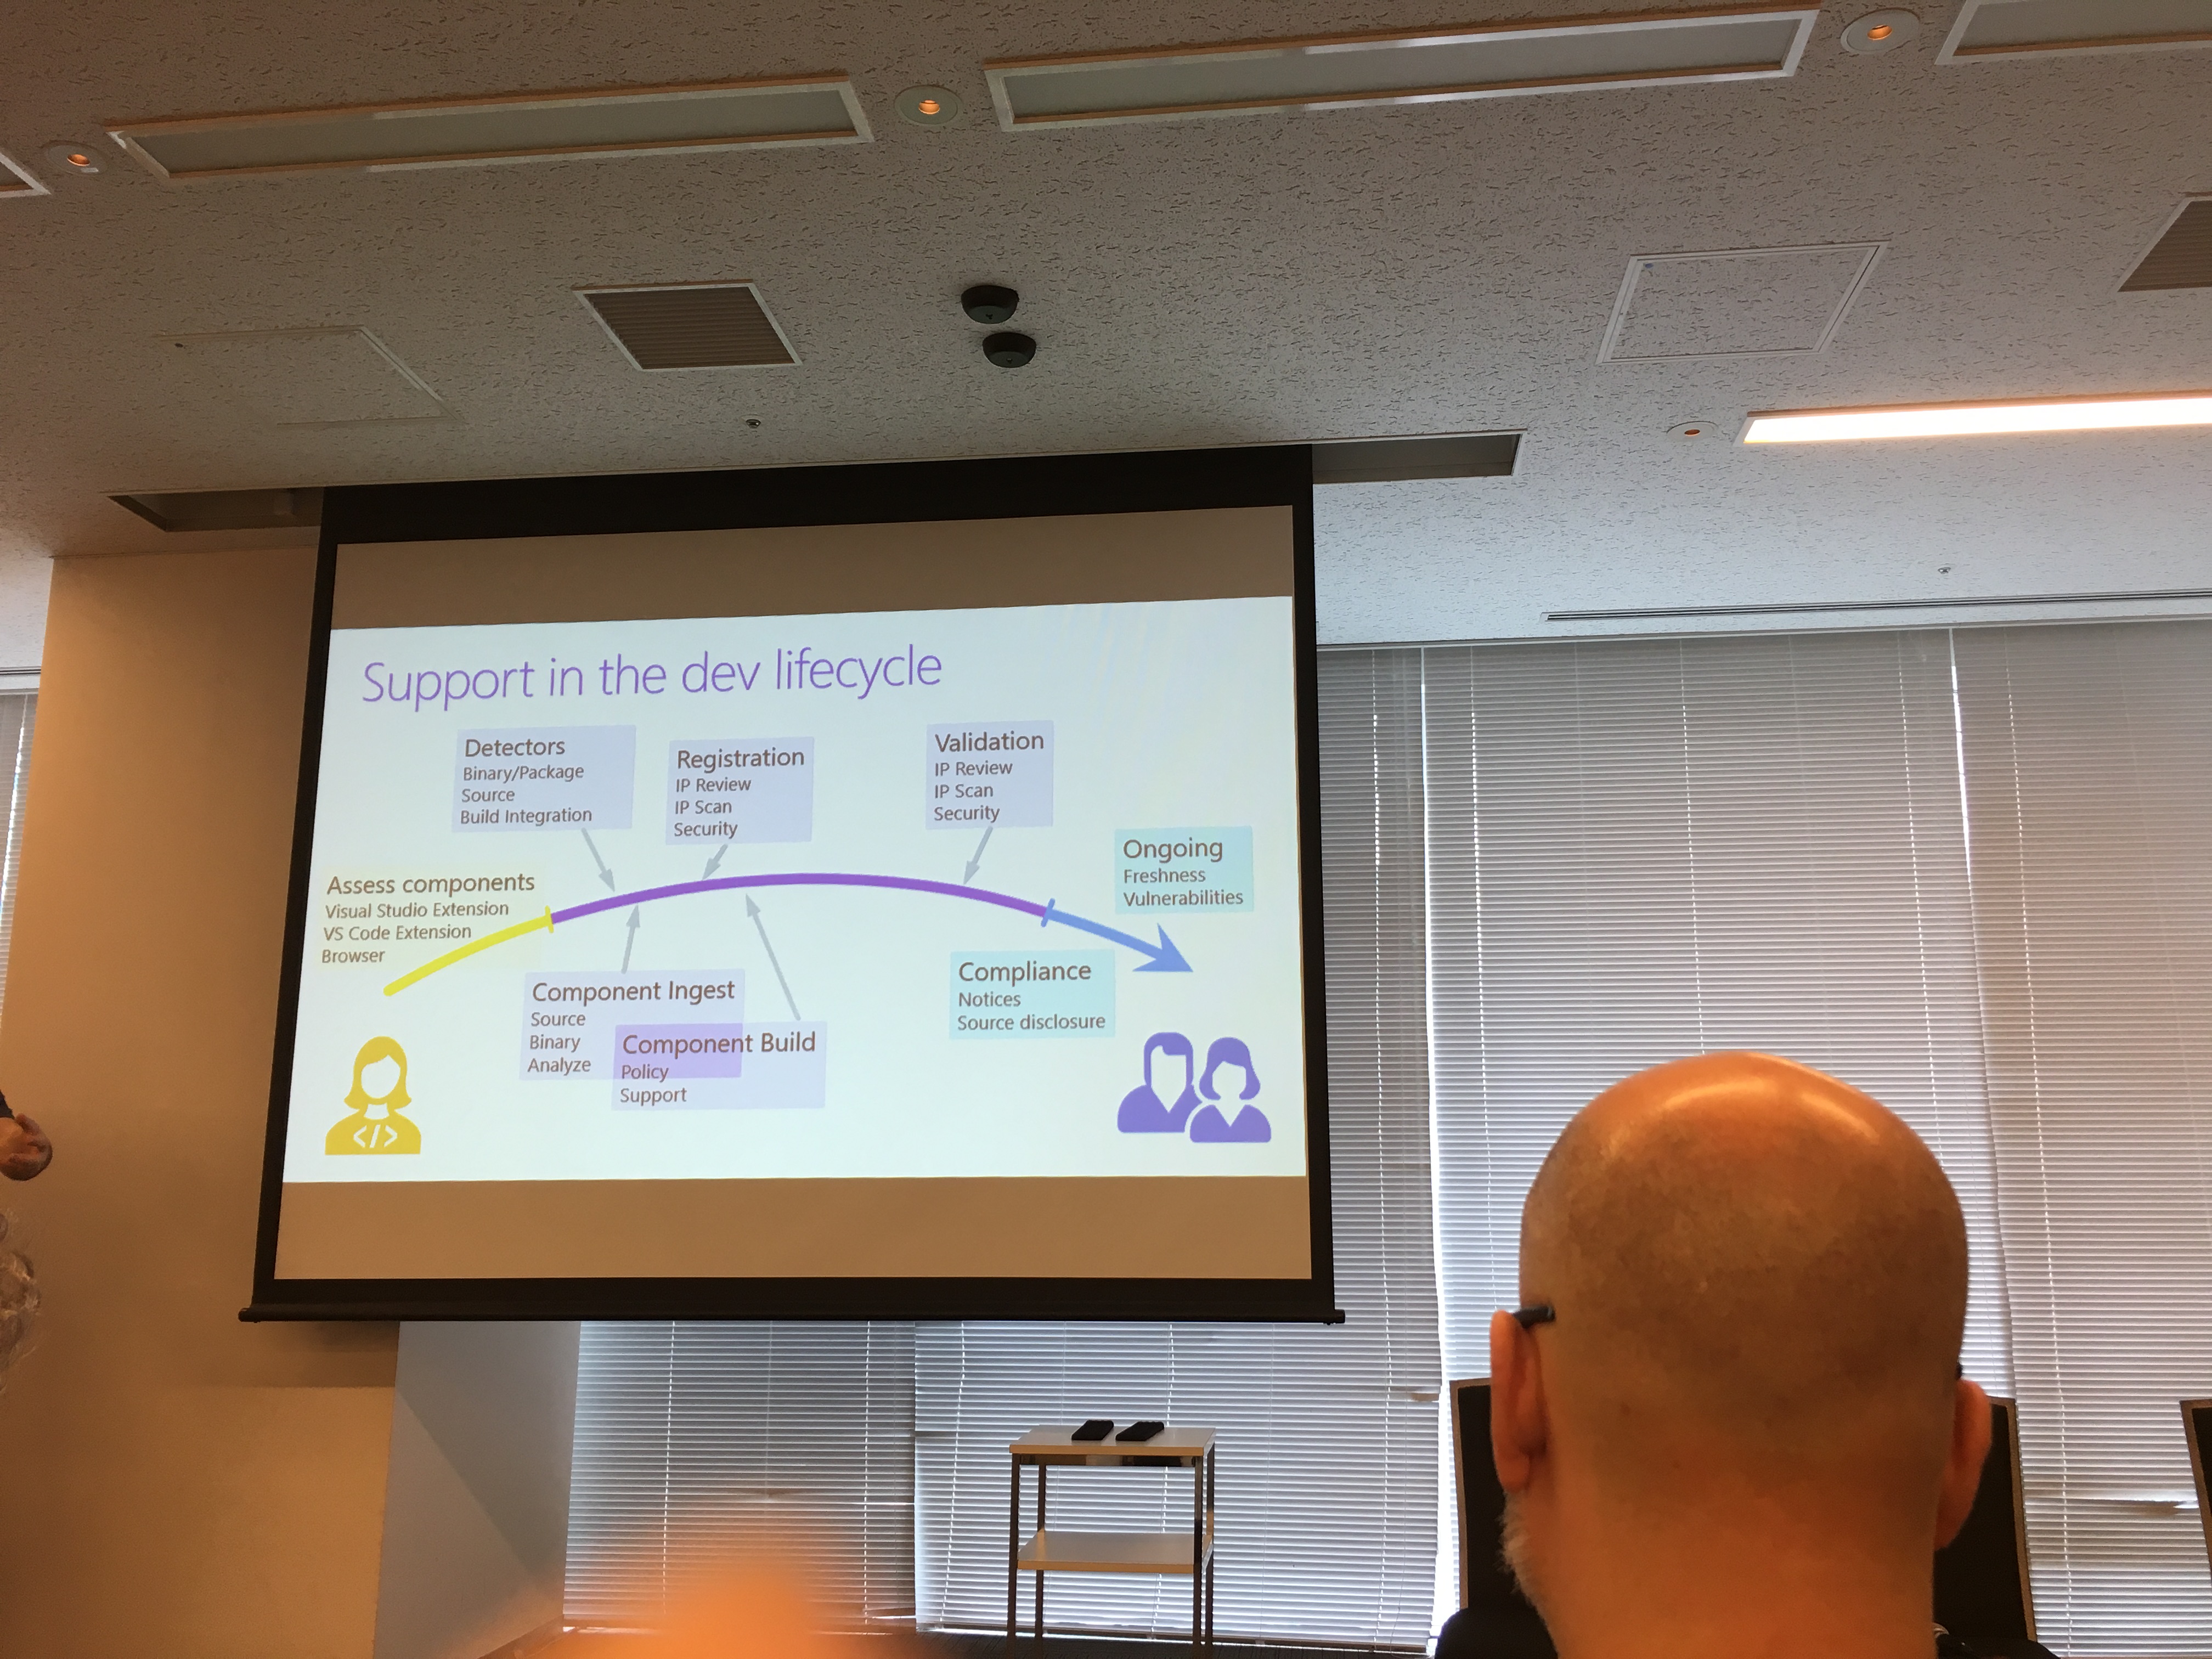 Support in the dev lifecycle
Detectors
Binary/Package
Source
Build Integration
Registration
IP Review
IP Scan
Security
Validation
IP Review
IP Scan
Security
Assess components
Visual Studio Extension
VS Code Extension
Browser
Ongoing
Freshness
Vulnerabilities
Component Ingest
Source
Binary
Analyze
Component Build
Policy
Support
Compliance
Notices
Source disclosure
</>